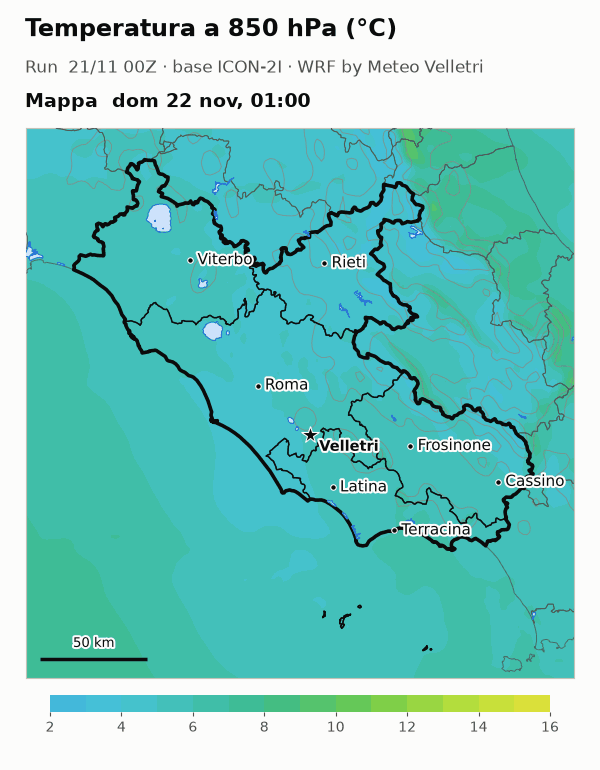 Temperatura a 850 hPa (°C)
Run  21/11 00Z · base ICON-2I · WRF by Meteo Velletri
Mappa  dom 22 nov, 01:00
Viterbo
Rieti
Roma
Velletri
Frosinone
Cassino
Latina
Terracina
50 km
2 4 6 8 10 12 14 16